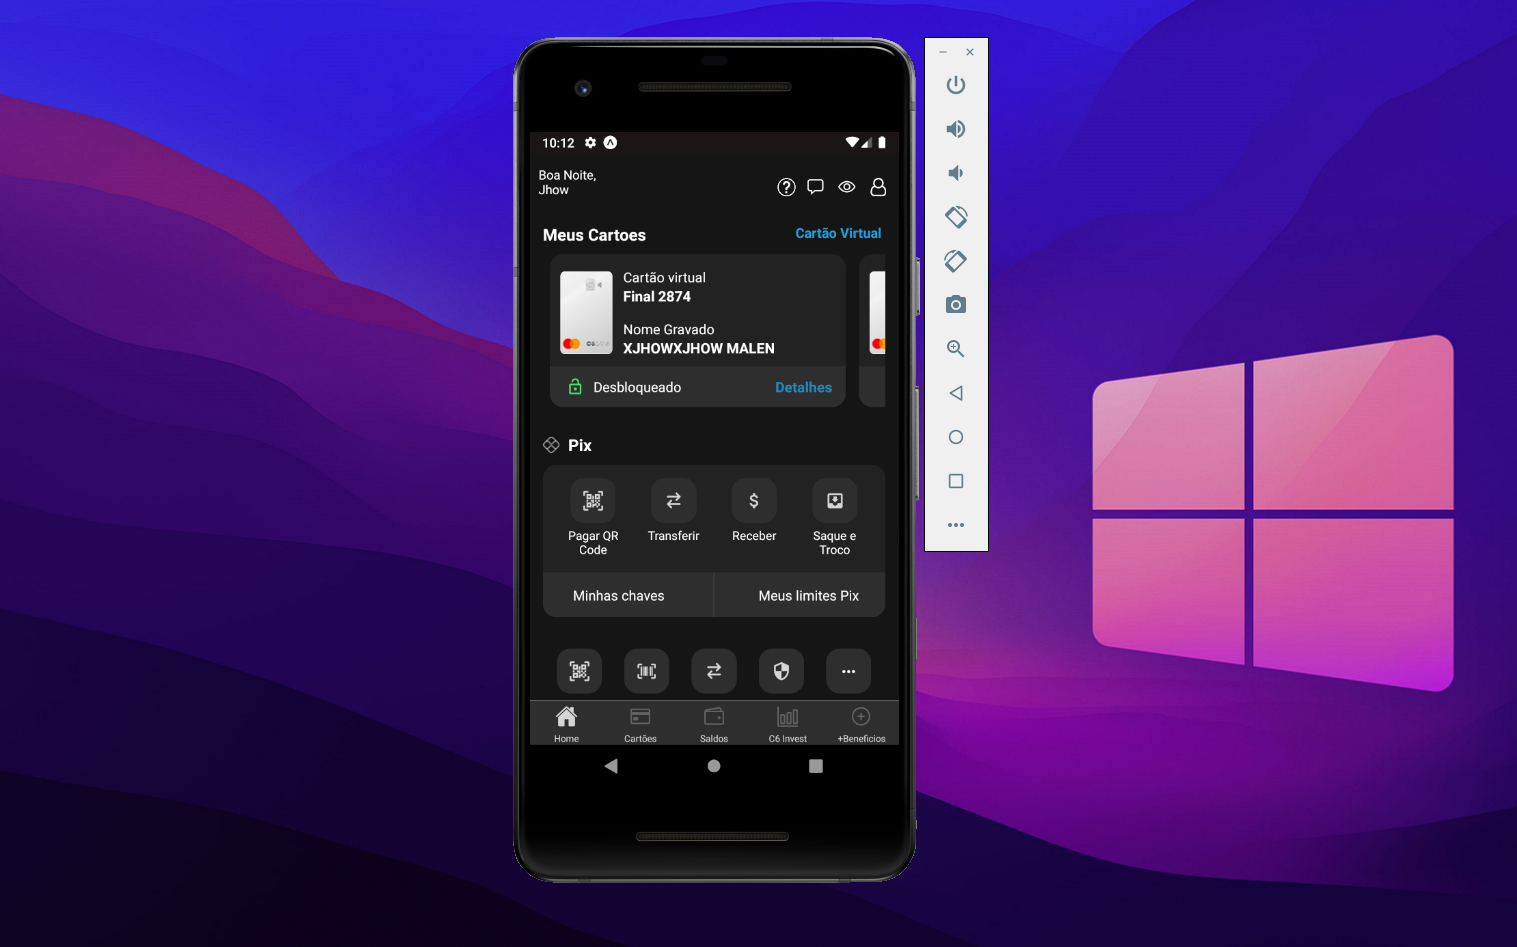 10:12
Boa Noite,
Jhow
Meus Cartoes
Cartão Virtual
Cartão virtual
Final 2874
Nome Gravado
XJHOWXJHOW MALEN
Desbloqueado
Detalhes
Pix
Pagar QR
Code
Transferir
Receber
Saque e
Troco
Minhas chaves
Meus limites Pix
Home
Cartões
Saldos
C6 Invest
+Beneficios